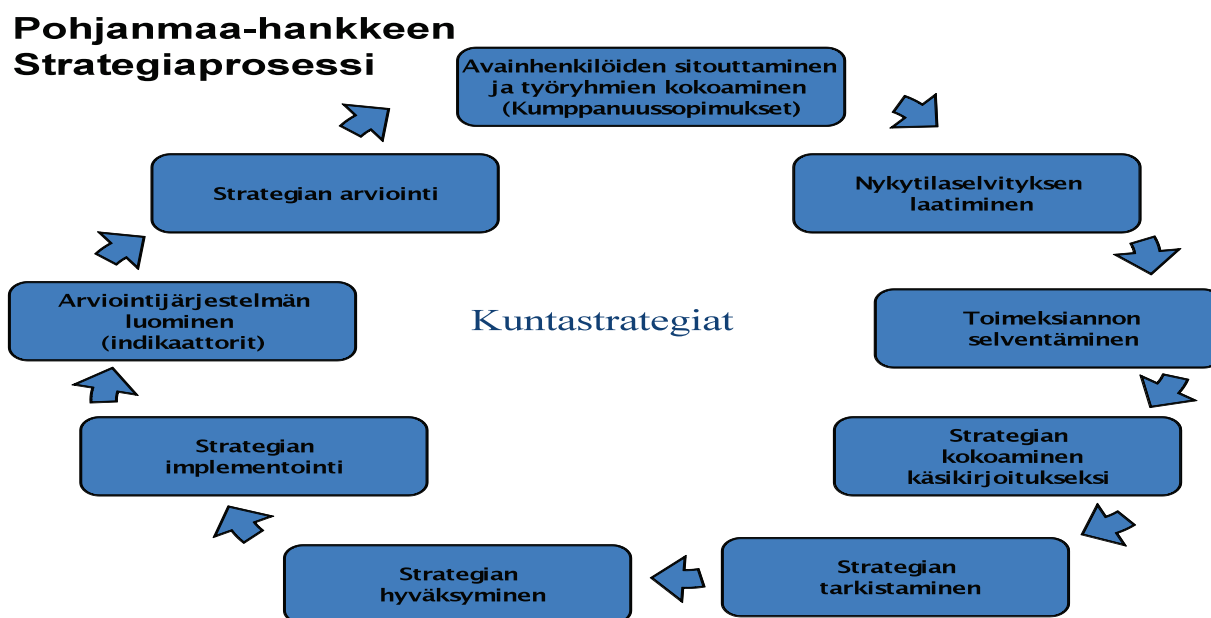 Pohjanmaa-hankkeen
Strategiaprosessi
Avainhenkilöiden sitouttaminen
ja työryhmien kokoaminen
(Kumppanuussopimukset)
Nykytilaselvityksen
laatiminen
Toimeksiannon
selventäminen
Strategian
kokoaminen
käsikirjoitukseksi
Strategian
tarkistaminen
Strategian
hyväksyminen
Strategian
implementointi
Arviointijärjestelmän
luominen
(indikaattorit)
Strategian arviointi
Kuntastrategiat